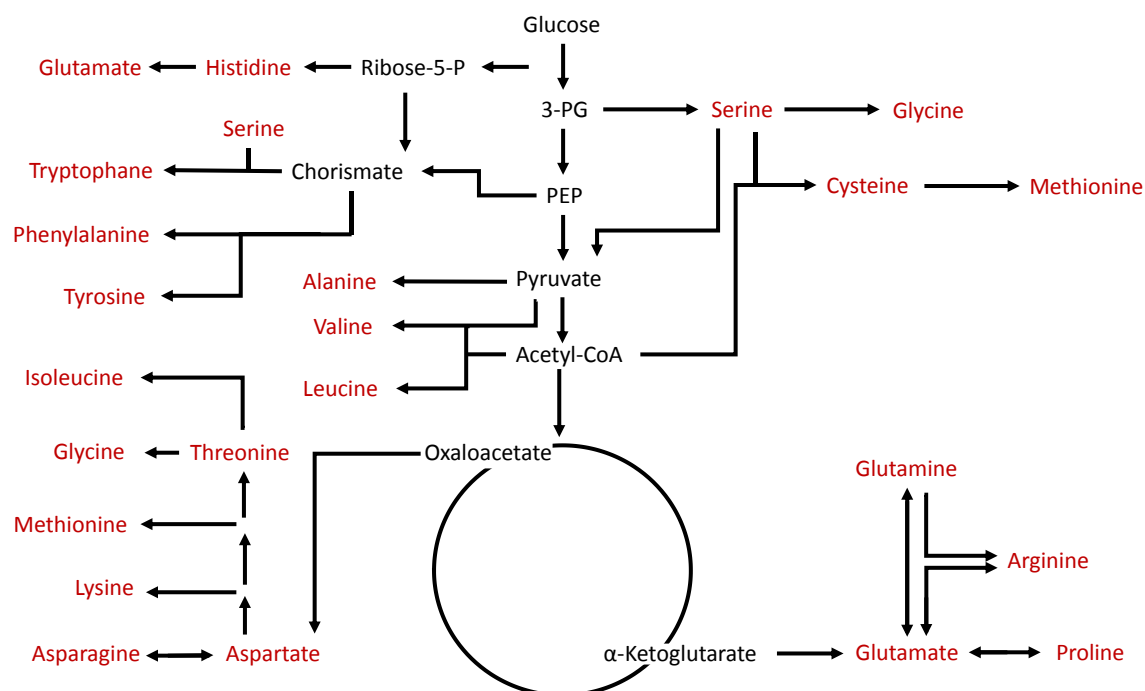 Glucose
Glutamate
Histidine
Ribose-5-P
3-PG
Serine
Glycine
Serine
Tryptophane
Chorismate
PEP
Cysteine
Methionine
Phenylalanine
Tyrosine
Alanine
Pyruvate
Valine
Acetyl-CoA
Leucine
Isoleucine
Glycine
Threonine
Oxaloacetate
Glutamine
Methionine
Arginine
Lysine
Asparagine
Aspartate
α-Ketoglutarate
Glutamate
Proline